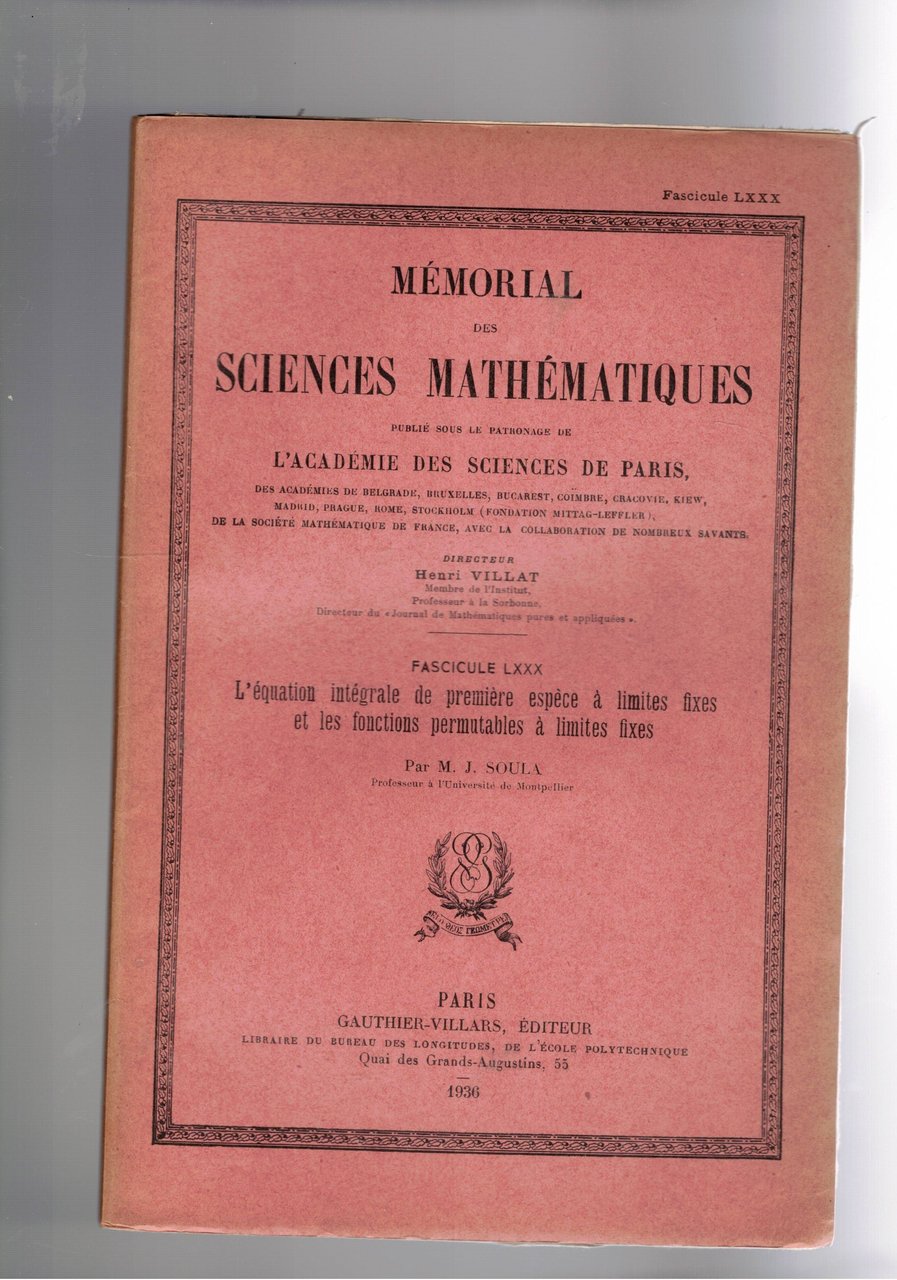 Fascicule LXXX
MÉMORIAL
DES
SCIENCES MATHÉMATIQUES
PUBLIÉ SOUS LE PATRONAGE DE
L'ACADÉMIE DES SCIENCES DE PARIS,
DES ACADÉMIES DE BELGRADE, BRUXELLES, BUCAREST, COÏMBRE, CRACOVIE, KIEW,
MADRID, PRAGUE, ROME, STOCKHOLM (FONDATION MITTAG-LEFFLER),
DE LA SOCIÉTÉ MATHÉMATIQUE DE FRANCE, AVEC LA COLLABORATION DE NOMBREUX SAVANTS.
DIRECTEUR
Henri VILLAT
Membre de l'Institut,
Professeur à la Sorbonne,
Directeur du «Journal de Mathématiques pures et appliquées».
FASCICULE LXXX
L'équation intégrale de première espèce à limites fixes
et les fonctions permutables à limites fixes
Par M. J. SOULA
Professeur à l'Université de Montpellier
PARIS
GAUTHIER-VILLARS, ÉDITEUR
LIBRAIRE DU BUREAU DES LONGITUDES, DE L'ÉCOLE POLYTECHNIQUE
Quai des Grands-Augustins, 55
1936